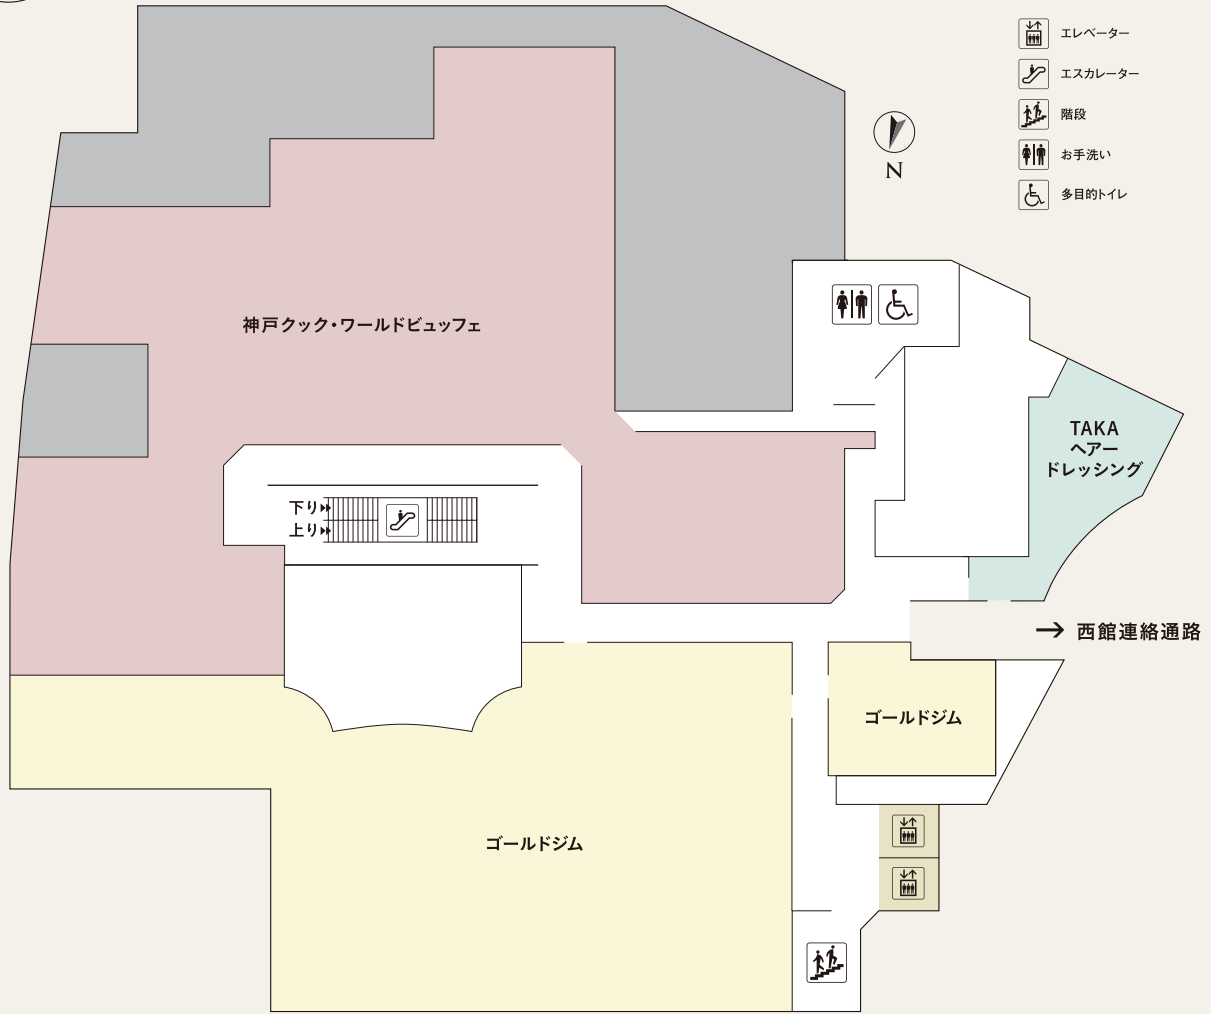 エレベーター
エスカレーター
階段
お手洗い
多目的トイレ
N
神戸クック・ワールドビュッフェ
TAKA
ヘアー
ドレッシング
下り
上り
西館連絡通路
ゴールドジム
ゴールドジム